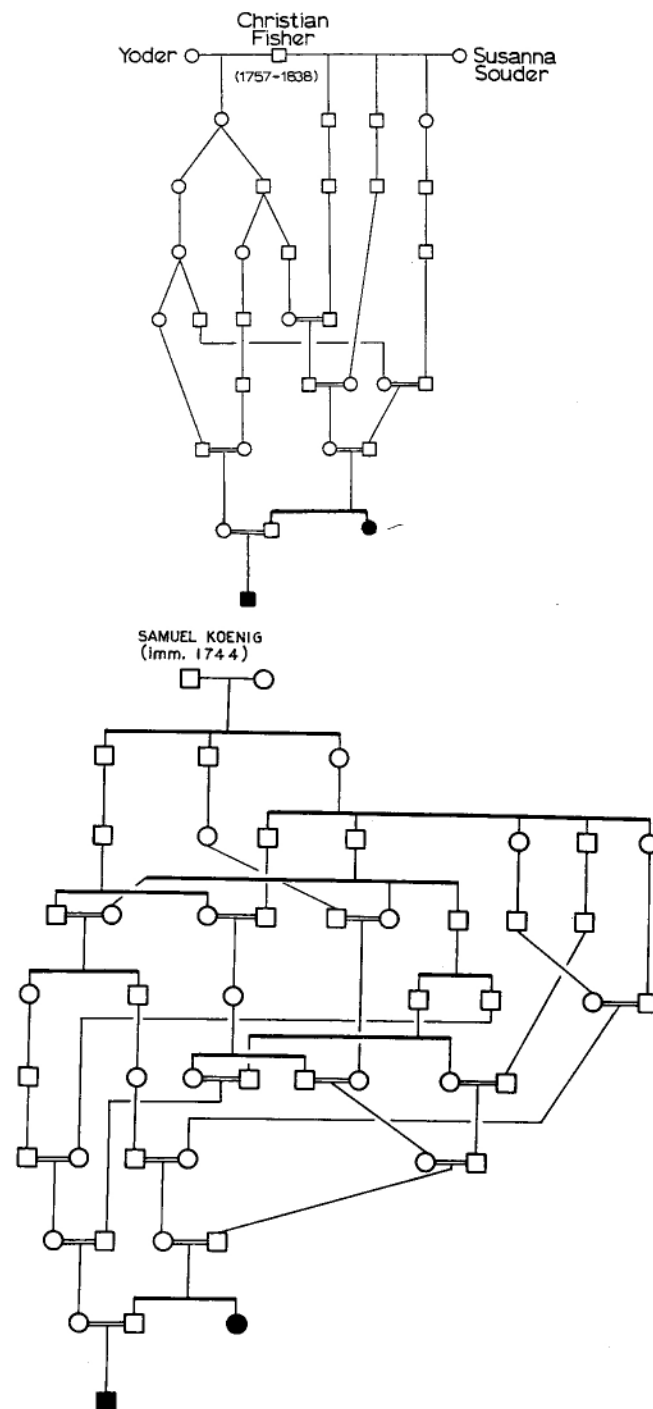 Christian
Fisher
Yoder
(1757-1838)
Susanna
Souder
SAMUEL KOENIG
(imm. 1744)